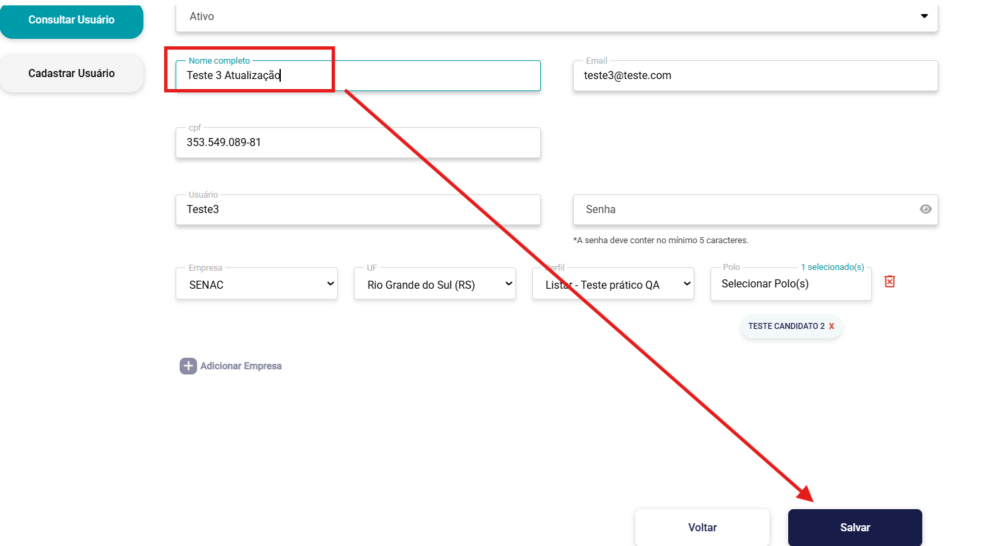 Consultar Usuário
Cadastrar Usuário
Ativo
Nome completo
Teste 3 Atualização
Email
teste3@teste.com
cpf
353.549.089-81
Usuário
Teste3
Senha
*A senha deve conter no mínimo 5 caracteres.
Empresa
SENAC
UF
Rio Grande do Sul (RS)
Perfil
Listar - Teste prático QA
Polo
1 selecionado(s)
Selecionar Polo(s)
TESTE CANDIDATO 2 X
Adicionar Empresa
Voltar
Salvar